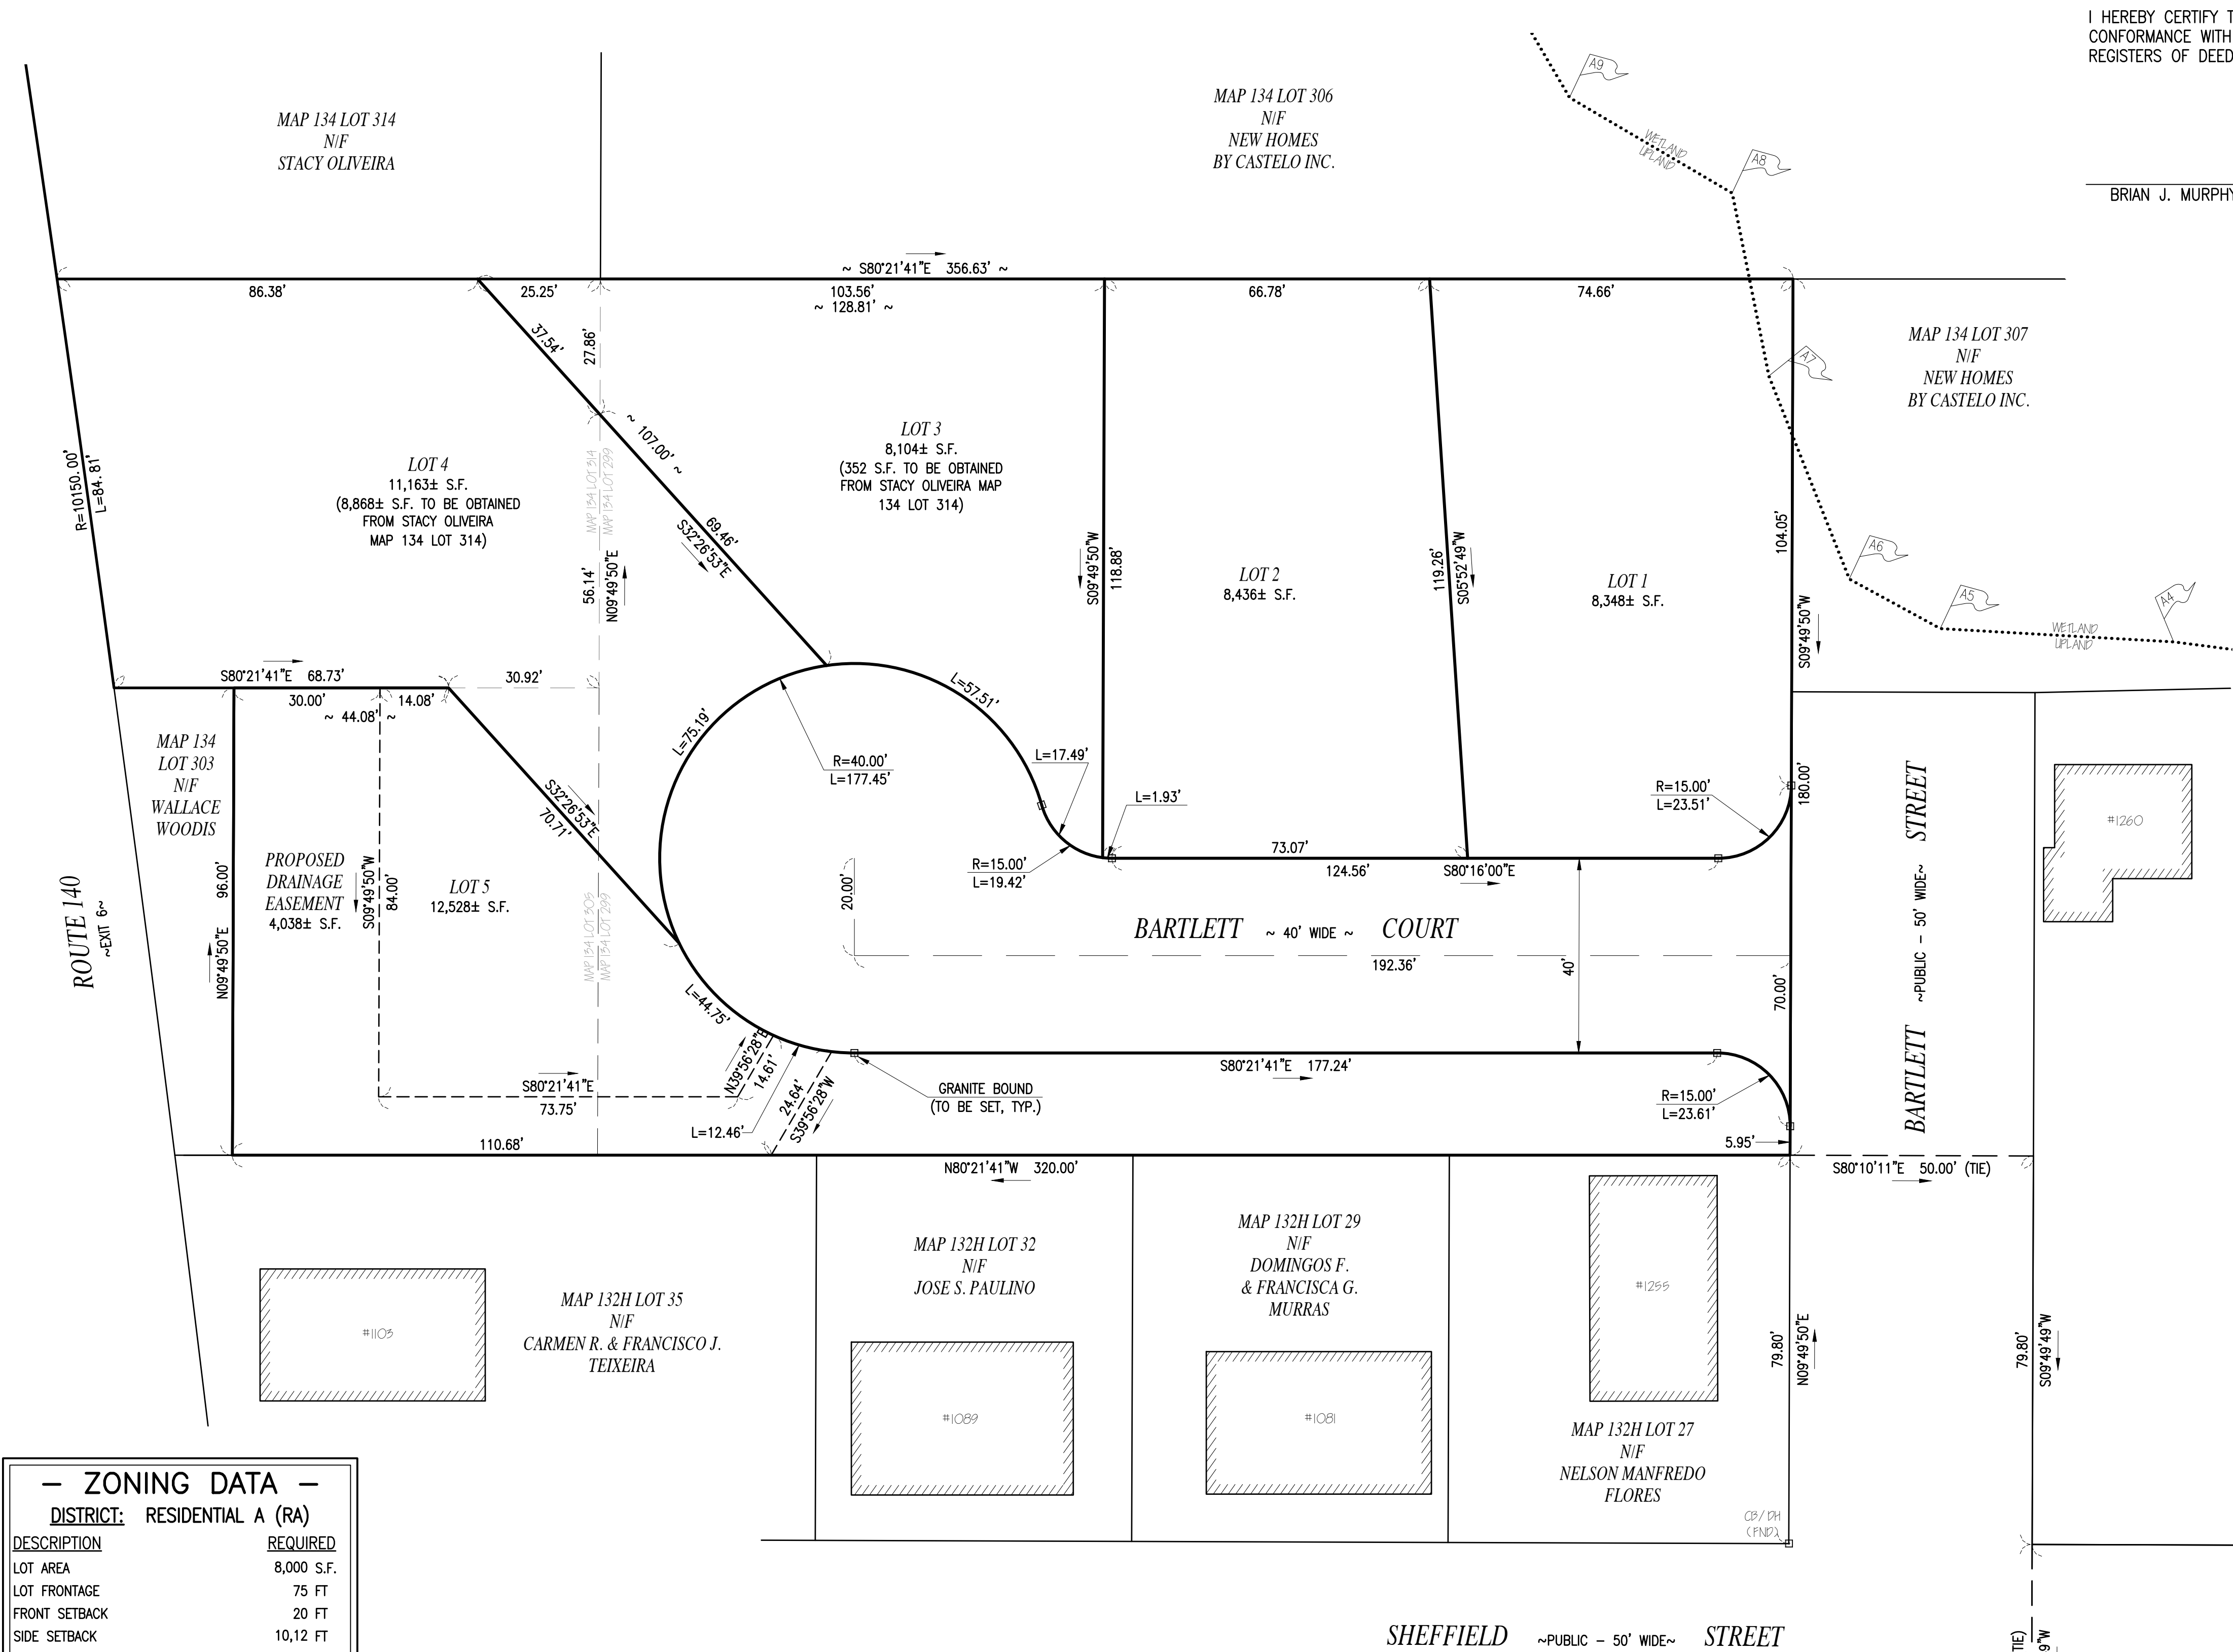 I HEREBY CERTIFY T
CONFORMANCE WITH
REGISTERS OF DEED
BRIAN J. MURPHY
MAP 134 LOT 314
N/F
STACY OLIVEIRA
MAP 134 LOT 306
N/F
NEW HOMES
BY CASTELO INC.
A9
WETLAND
UPLAND
A8
~ S80°21'41"E 356.63' ~
86.38'
25.25'
103.56'
~ 128.81' ~
66.78'
74.66'
MAP 134 LOT 307
N/F
NEW HOMES
BY CASTELO INC.
A7
37.54'
27.86'
~ 107.00' ~
69.46'
S32°26'53"E
R=10150.00'
L=84.81'
LOT 4
11,163± S.F.
(8,868± S.F. TO BE OBTAINED
FROM STACY OLIVEIRA
MAP 134 LOT 314)
MAP 134 LOT 314
MAP 134 LOT 299
56.14'
N09°49'50"E
LOT 3
8,104± S.F.
(352 S.F. TO BE OBTAINED
FROM STACY OLIVEIRA MAP
134 LOT 314)
S09°49'50"W
118.88'
LOT 2
8,436± S.F.
119.26'
S05°52'49"W
LOT 1
8,348± S.F.
104.05'
S09°49'50"W
A6
A5
A4
WETLAND
UPLAND
S80°21'41"E 68.73'
30.92'
30.00'
14.08'
~ 44.08' ~
MAP 134
LOT 303
N/F
WALLACE
WOODIS
L=75.19'
L=57.51'
R=40.00'
L=177.45'
L=17.49'
L=1.93'
R=15.00'
L=19.42'
R=15.00'
L=23.51'
180.00'
S32°26'53"E
70.71'
73.07'
124.56'
S80°16'00"E
20.00'
BARTLETT ~ 40' WIDE ~ COURT
192.36'
40'
70.00'
BARTLETT ~PUBLIC - 50' WIDE~ STREET
#1260
ROUTE 140
~EXIT 6~
96.00'
N09°49'50"E
PROPOSED
DRAINAGE
EASEMENT
4,038± S.F.
S09°49'50"W
84.00'
LOT 5
12,528± S.F.
MAP 134 LOT 303
MAP 134 LOT 299
L=44.75'
N39°56'28"E
14.61'
S80°21'41"E
73.75'
L=12.46'
24.64'
S39°56'28"W
GRANITE BOUND
(TO BE SET, TYP.)
S80°21'41"E 177.24'
R=15.00'
L=23.61'
5.95'
110.68'
N80°21'41"W 320.00'
S80°10'11"E 50.00' (TIE)
MAP 132H LOT 35
N/F
CARMEN R. & FRANCISCO J.
TEIXEIRA
#1103
MAP 132H LOT 32
N/F
JOSE S. PAULINO
#1089
MAP 132H LOT 29
N/F
DOMINGOS F.
& FRANCISCA G.
MURRAS
#1081
#1255
MAP 132H LOT 27
N/F
NELSON MANFREDO
FLORES
79.80'
N09°49'50"E
79.80'
S09°49'49"W
CB/DH
(FND)
- ZONING DATA -
DISTRICT: RESIDENTIAL A (RA)
DESCRIPTION REQUIRED
LOT AREA 8,000 S.F.
LOT FRONTAGE 75 FT
FRONT SETBACK 20 FT
SIDE SETBACK 10,12 FT
SHEFFIELD ~PUBLIC - 50' WIDE~ STREET
TIE)
9"W